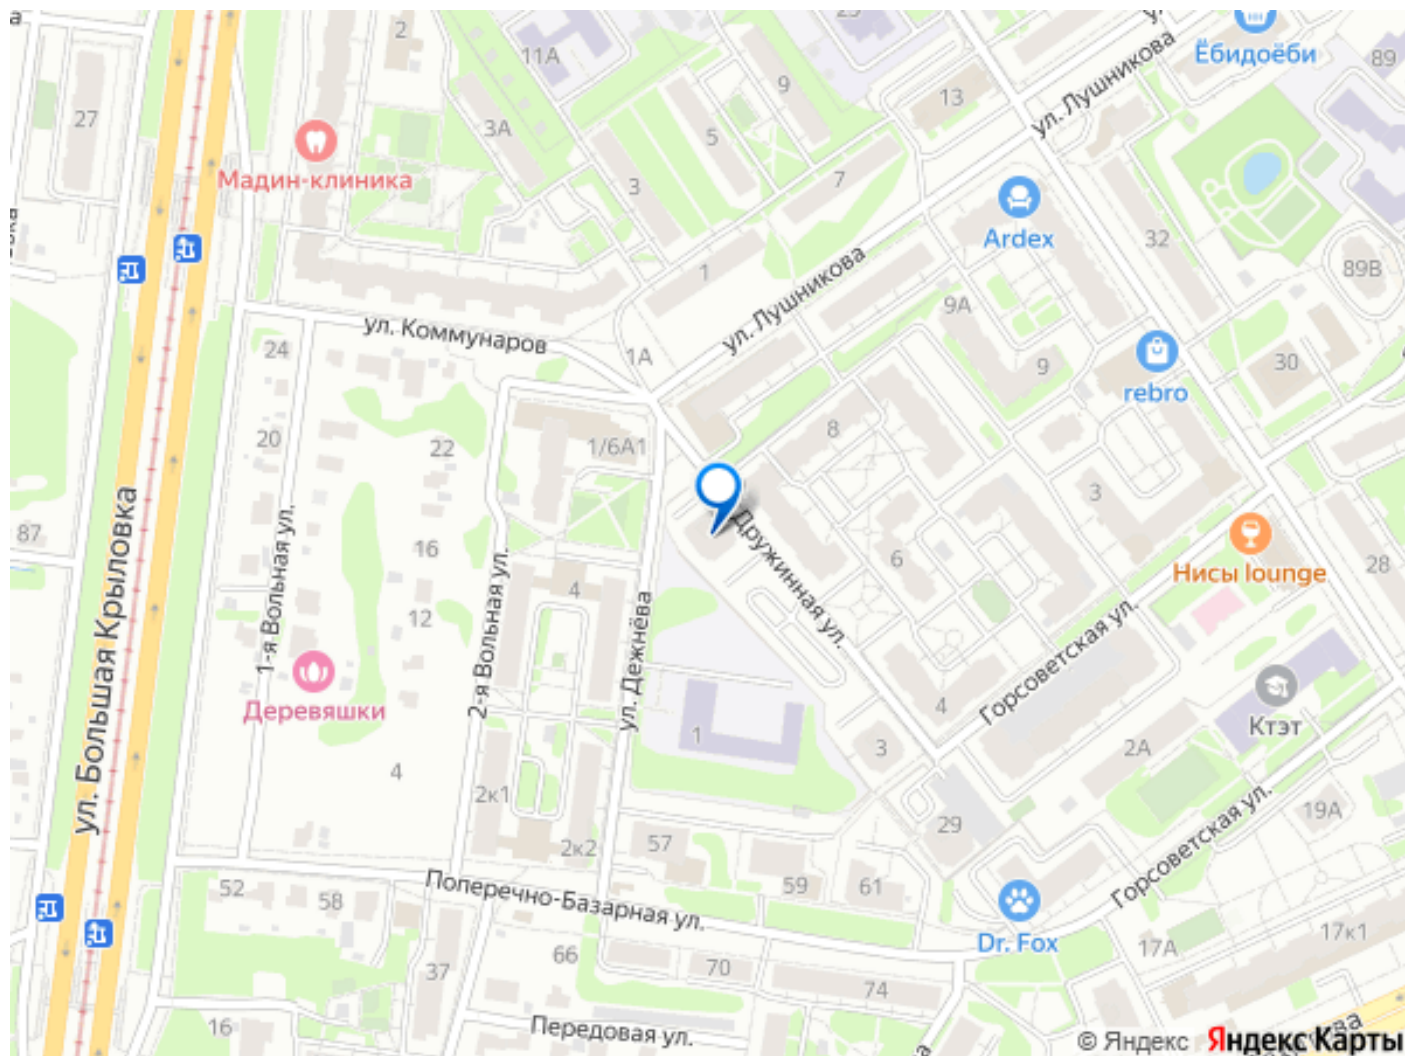 2
11А
9
13
ул. Лушникова
Ёбидоёби
89
27
3А
5
Мадин-клиника
3
7
Ardex
32
89В
1
ул. Лушникова
9А
ул. Коммунаров
24
1А
9
rebro
30
20
22
1/6А1
8
3
87
16
6
Нисы lounge
28
ул. Большая Крыловка
1-я Вольная ул.
2-я Вольная ул.
12
4
ул. Дежнёва
Дружинная ул.
Горсоветская ул.
Деревяшки
4
1
3
Ктэт
2А
4
2к1
2к2
57
29
19А
Горсоветская ул.
52
58
Поперечно-Базарная ул.
59
61
Dr. Fox
17А
17к1
37
66
70
74
16
Передовая ул.
© Яндекс Яндекс Карты